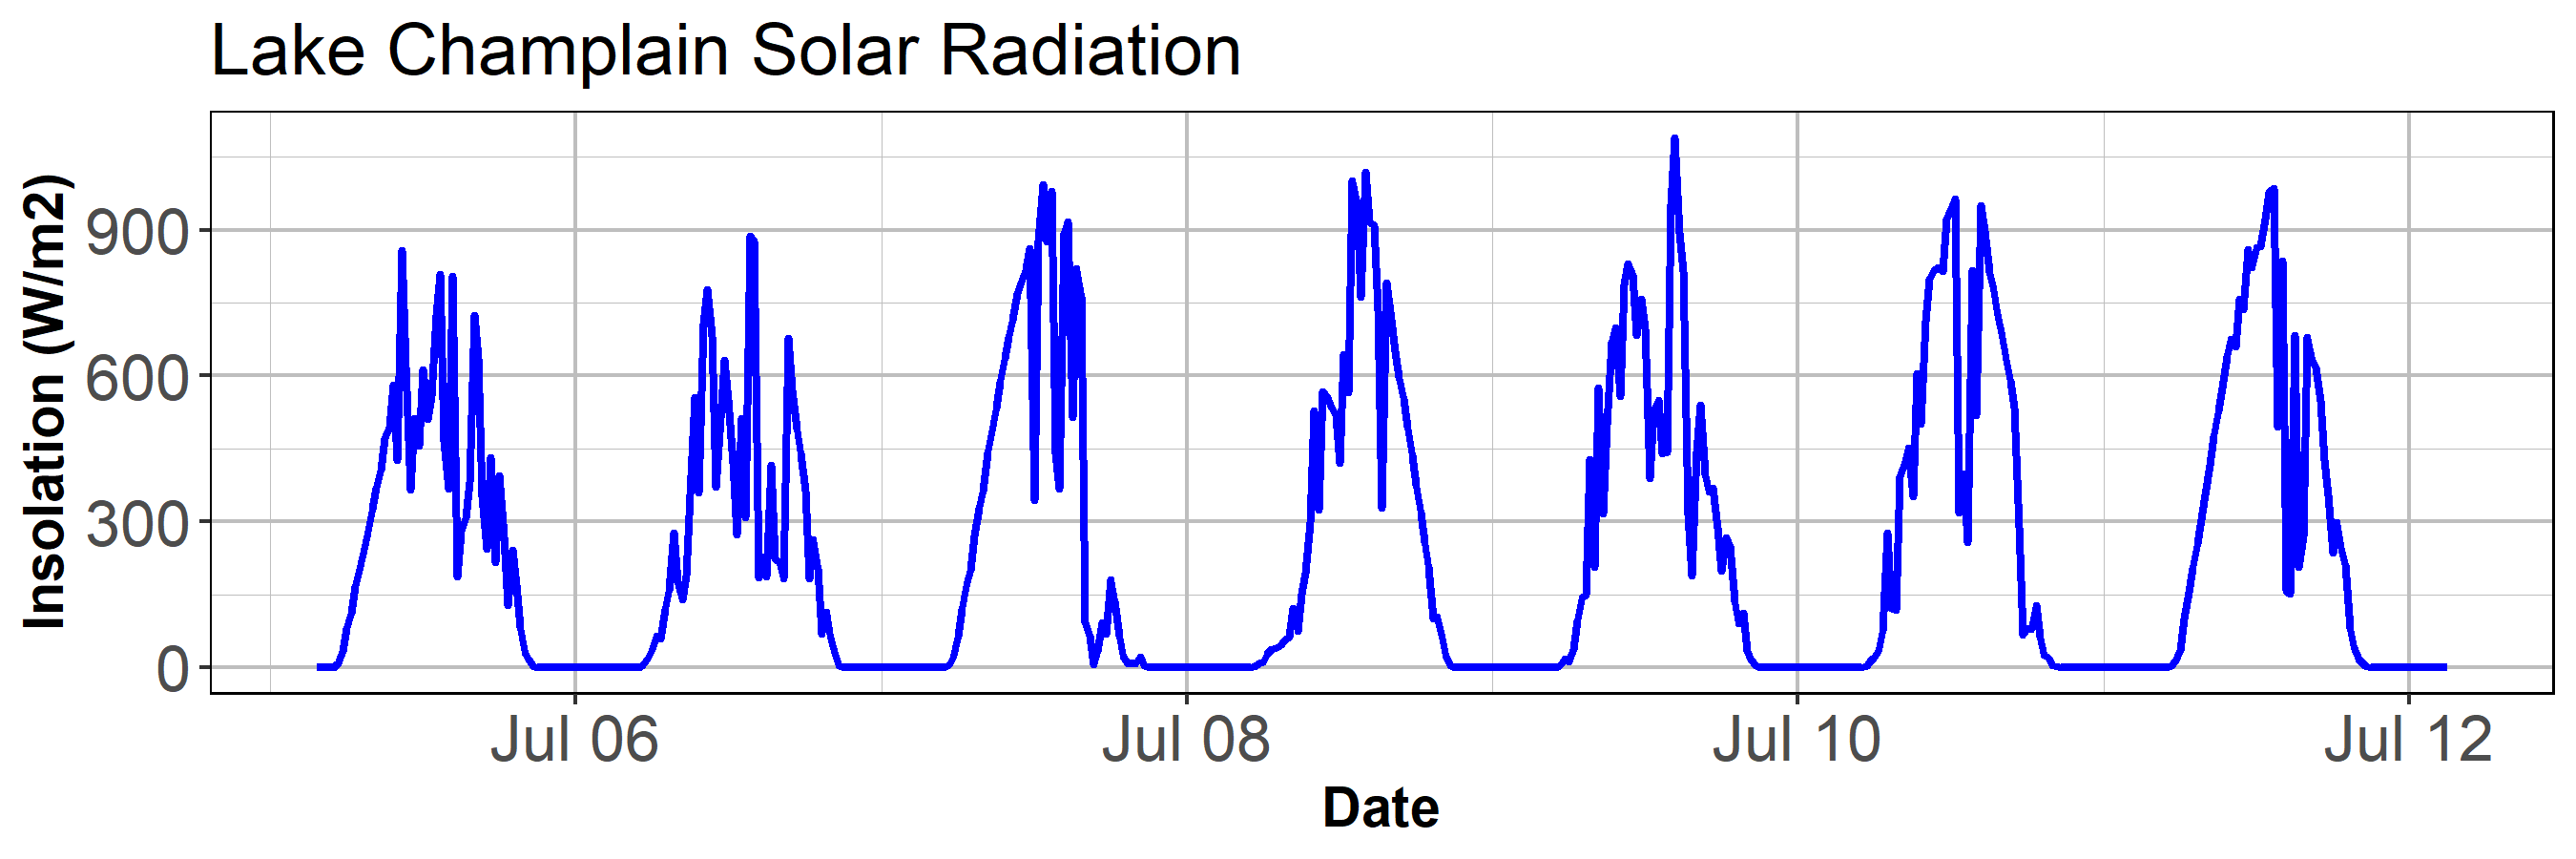 Lake Champlain Solar Radiation
Insolation (W/m2)
900
600
300
0
Jul 06 Jul 08 Jul 10 Jul 12
Date